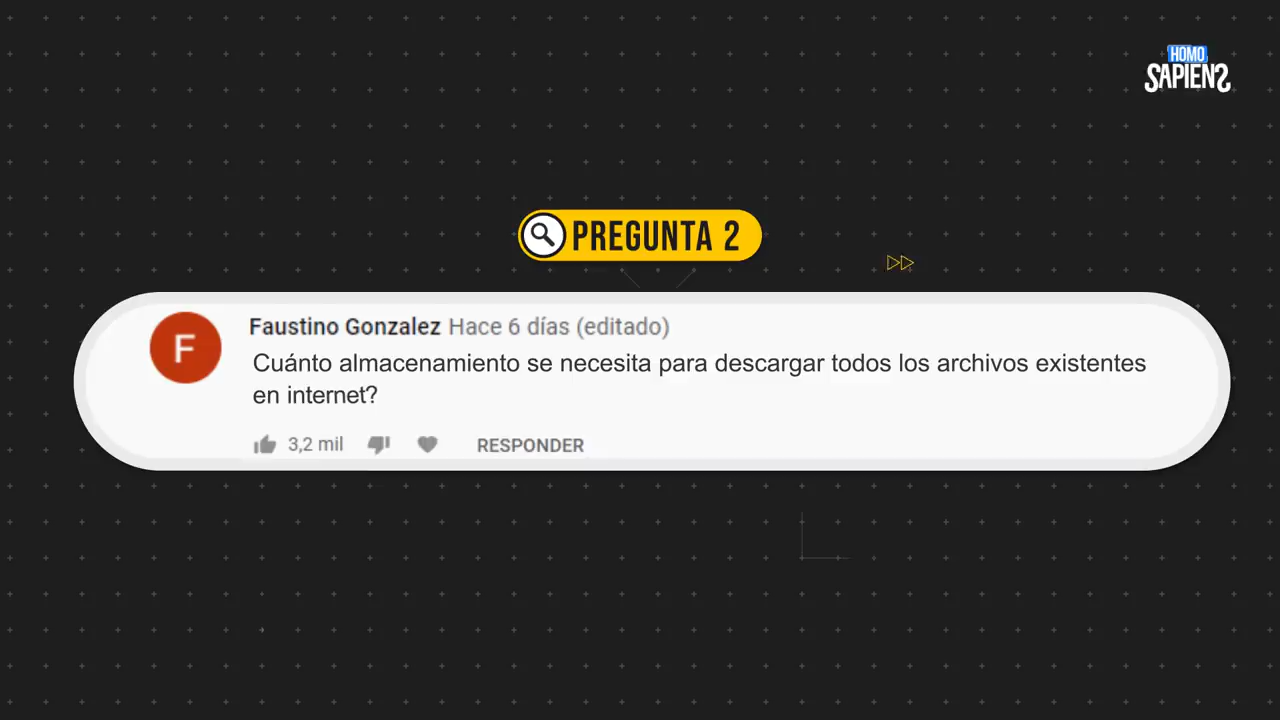 HOMO
SAPIENS
PREGUNTA 2
F
Faustino Gonzalez Hace 6 días (editado)
Cuánto almacenamiento se necesita para descargar todos los archivos existentes
en internet?
3,2 mil RESPONDER